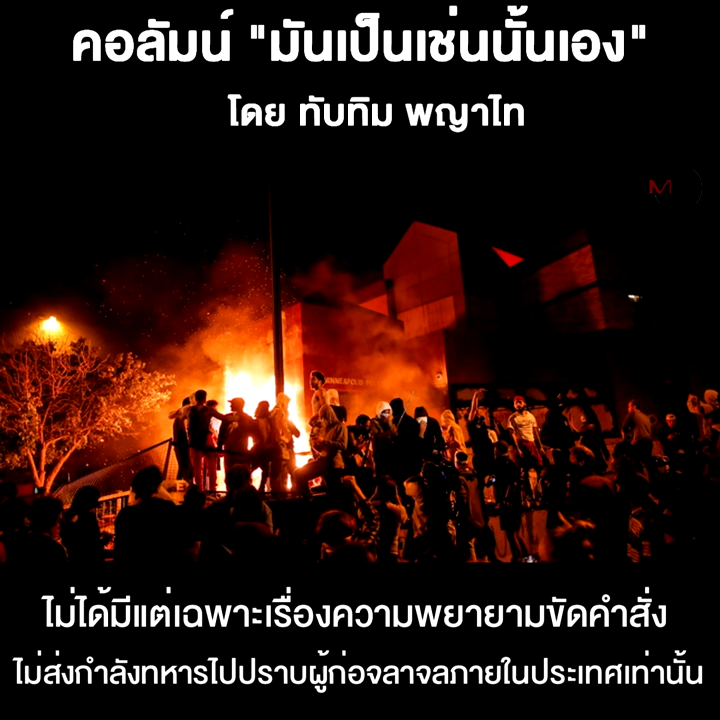 คอลัมน์ "มันเป็นเช่นนั้นเอง"
โดย ทับทิม พญาไท
M
MINNEAPOLIS
ไม่ได้มีแต่เฉพาะเรื่องความพยายามขัดคำสั่ง
ไม่ส่งกำลังทหารไปปราบผู้ก่อจลาจลภายในประเทศเท่านั้น